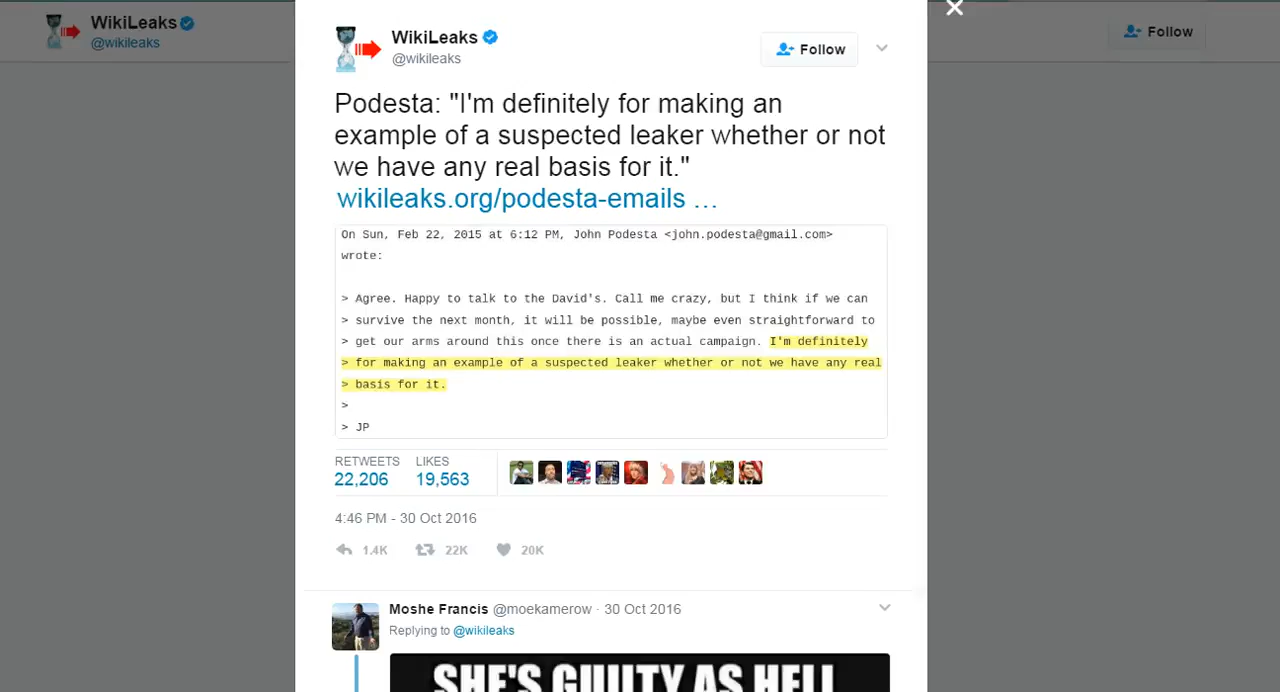 WikiLeaks
@wikileaks
Follow
WikiLeaks
@wikileaks
Follow
Podesta: "I'm definitely for making an
example of a suspected leaker whether or not
we have any real basis for it."
wikileaks.org/podesta-emails …
On Sun, Feb 22, 2015 at 6:12 PM, John Podesta <john.podesta@gmail.com>
wrote:
> Agree. Happy to talk to the David's. Call me crazy, but I think if we can
> survive the next month, it will be possible, maybe even straightforward to
> get our arms around this once there is an actual campaign. I'm definitely
> for making an example of a suspected leaker whether or not we have any real
> basis for it.
>
> JP
RETWEETS LIKES
22,206 19,563
4:46 PM - 30 Oct 2016
1.4K 22K 20K
Moshe Francis @moekamerow · 30 Oct 2016
Replying to @wikileaks
SHE'S GUILTY AS HELL